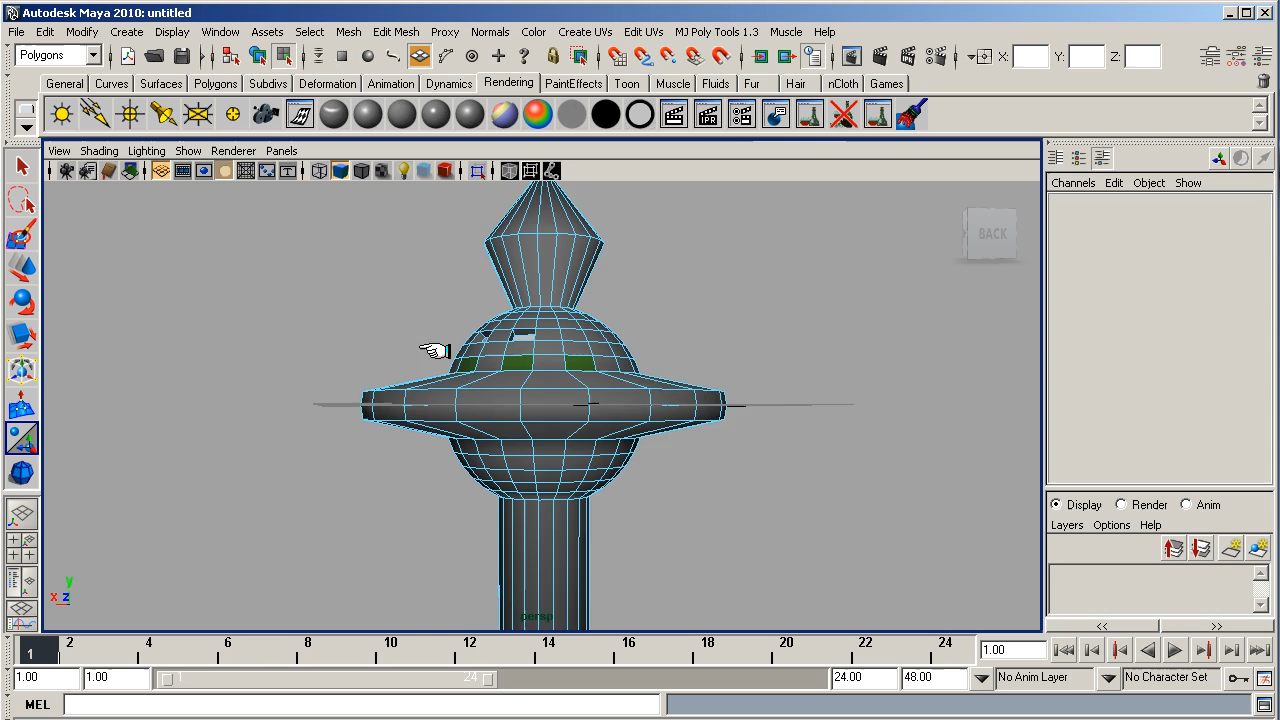 Autodesk Maya 2010: untitled
File Edit Modify Create Display Window Assets Select Mesh Edit Mesh Proxy Normals Color Create UVs Edit UVs MJ Poly Tools 1.3 Muscle Help
Polygons X: Y: Z:
General Curves Surfaces Polygons Subdivs Deformation Animation Dynamics Rendering PaintEffects Toon Muscle Fluids Fur Hair nCloth Games
IPR
View Shading Lighting Show Renderer Panels
Channels Edit Object Show
BACK
Display Render Anim
Layers Options Help
y
x z
persp
1 2 4 6 8 10 12 14 16 18 20 22 24 1.00
1.00 1.00 1 24 24.00 48.00 No Anim Layer No Character Set
MEL